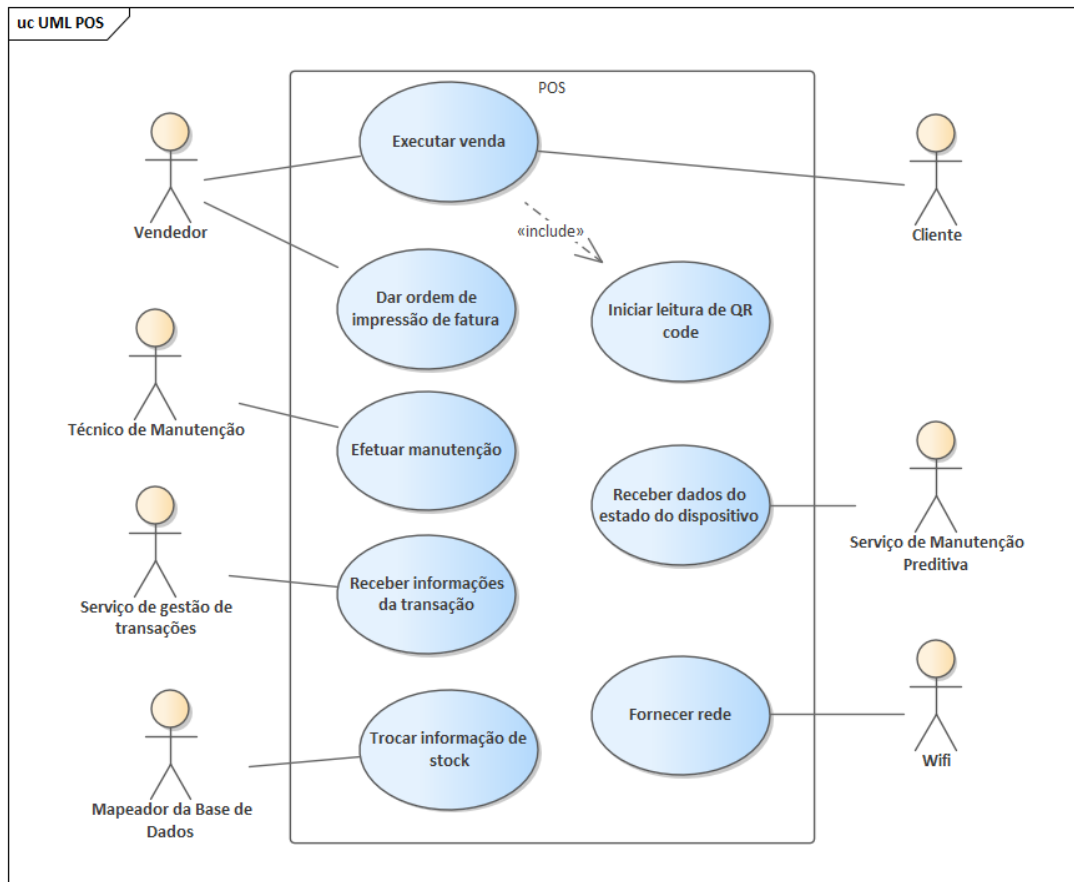 uc UML POS
POS
Executar venda
Vendedor
Cliente
«include»
Dar ordem de
impressão de fatura
Iniciar leitura de QR
code
Técnico de Manutenção
Efetuar manutenção
Receber dados do
estado do dispositivo
Serviço de Manutenção
Preditiva
Serviço de gestão de
transações
Receber informações
da transação
Fornecer rede
Wifi
Trocar informação de
stock
Mapeador da Base de
Dados